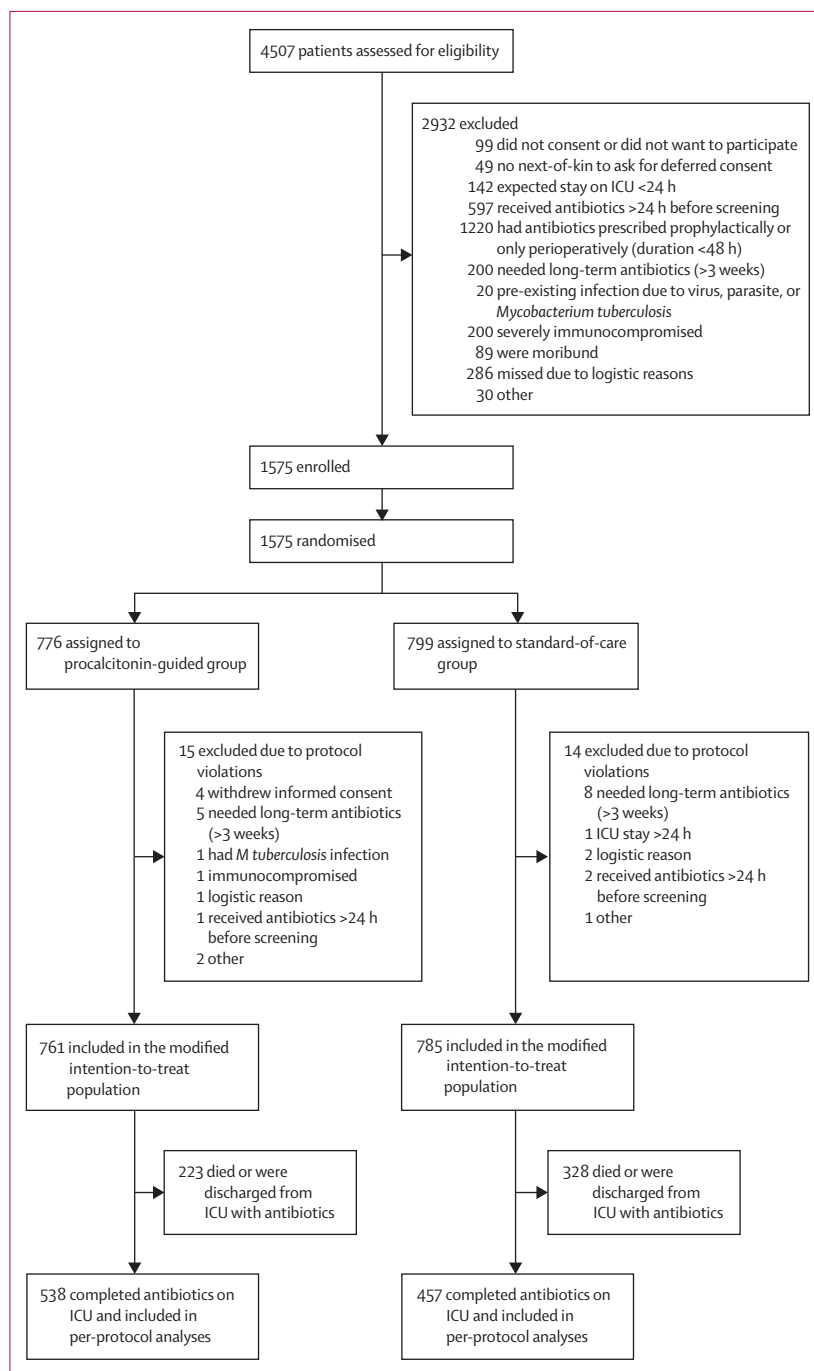 4507 patients assessed for eligibility
2932 excluded
99 did not consent or did not want to participate
49 no next-of-kin to ask for deferred consent
142 expected stay on ICU <24 h
597 received antibiotics >24 h before screening
1220 had antibiotics prescribed prophylactically or
only perioperatively (duration <48 h)
200 needed long-term antibiotics (>3 weeks)
20 pre-existing infection due to virus, parasite, or
Mycobacterium tuberculosis
200 severely immunocompromised
89 were moribund
286 missed due to logistic reasons
30 other
1575 enrolled
1575 randomised
776 assigned to
procalcitonin-guided group
799 assigned to standard-of-care
group
15 excluded due to protocol
violations
4 withdrew informed consent
5 needed long-term antibiotics
(>3 weeks)
1 had M tuberculosis infection
1 immunocompromised
1 logistic reason
1 received antibiotics >24 h
before screening
2 other
14 excluded due to protocol
violations
8 needed long-term antibiotics
(>3 weeks)
1 ICU stay >24 h
2 logistic reason
2 received antibiotics >24 h
before screening
1 other
761 included in the modified
intention-to-treat
population
785 included in the modified
intention-to-treat
population
223 died or were
discharged from
ICU with antibiotics
328 died or were
discharged from
ICU with antibiotics
538 completed antibiotics on
ICU and included in
per-protocol analyses
457 completed antibiotics on
ICU and included in
per-protocol analyses